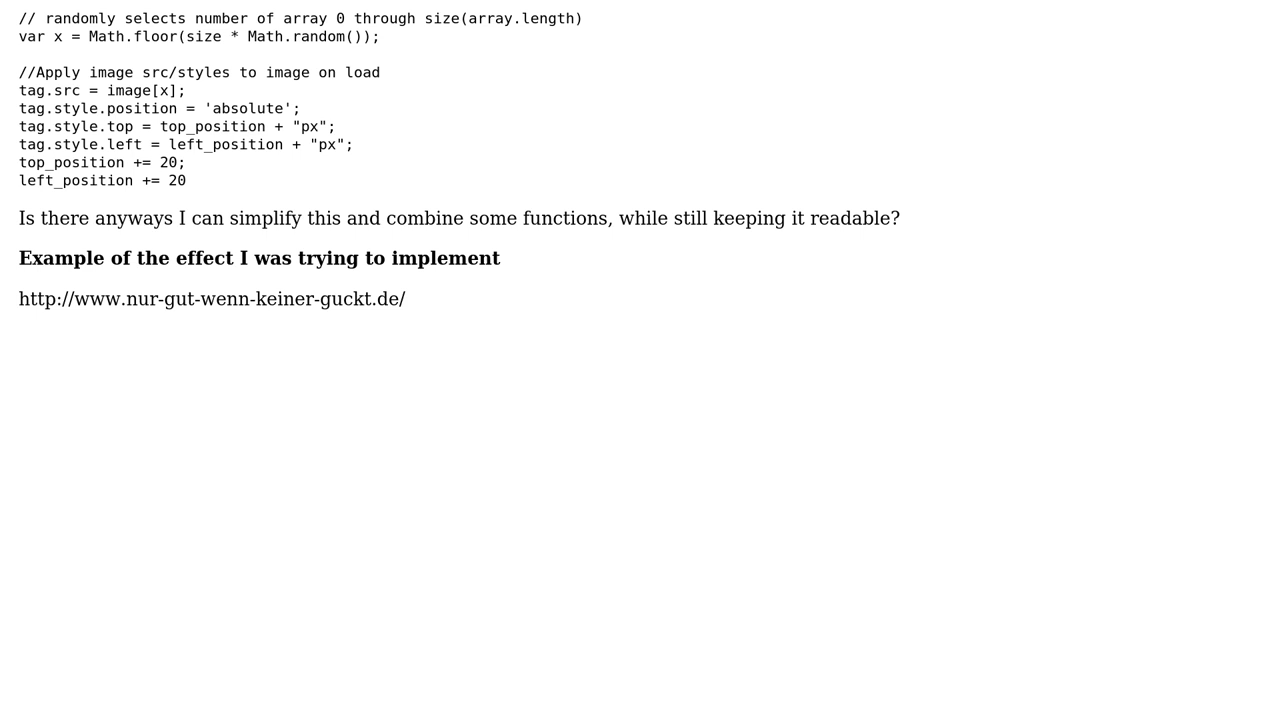 // randomly selects number of array 0 through size(array.length)
var x = Math.floor(size * Math.random());
//Apply image src/styles to image on load
tag.src = image[x];
tag.style.position = 'absolute';
tag.style.top = top_position + "px";
tag.style.left = left_position + "px";
top_position += 20;
left_position += 20
Is there anyways I can simplify this and combine some functions, while still keeping it readable?
Example of the effect I was trying to implement
http://www.nur-gut-wenn-keiner-guckt.de/